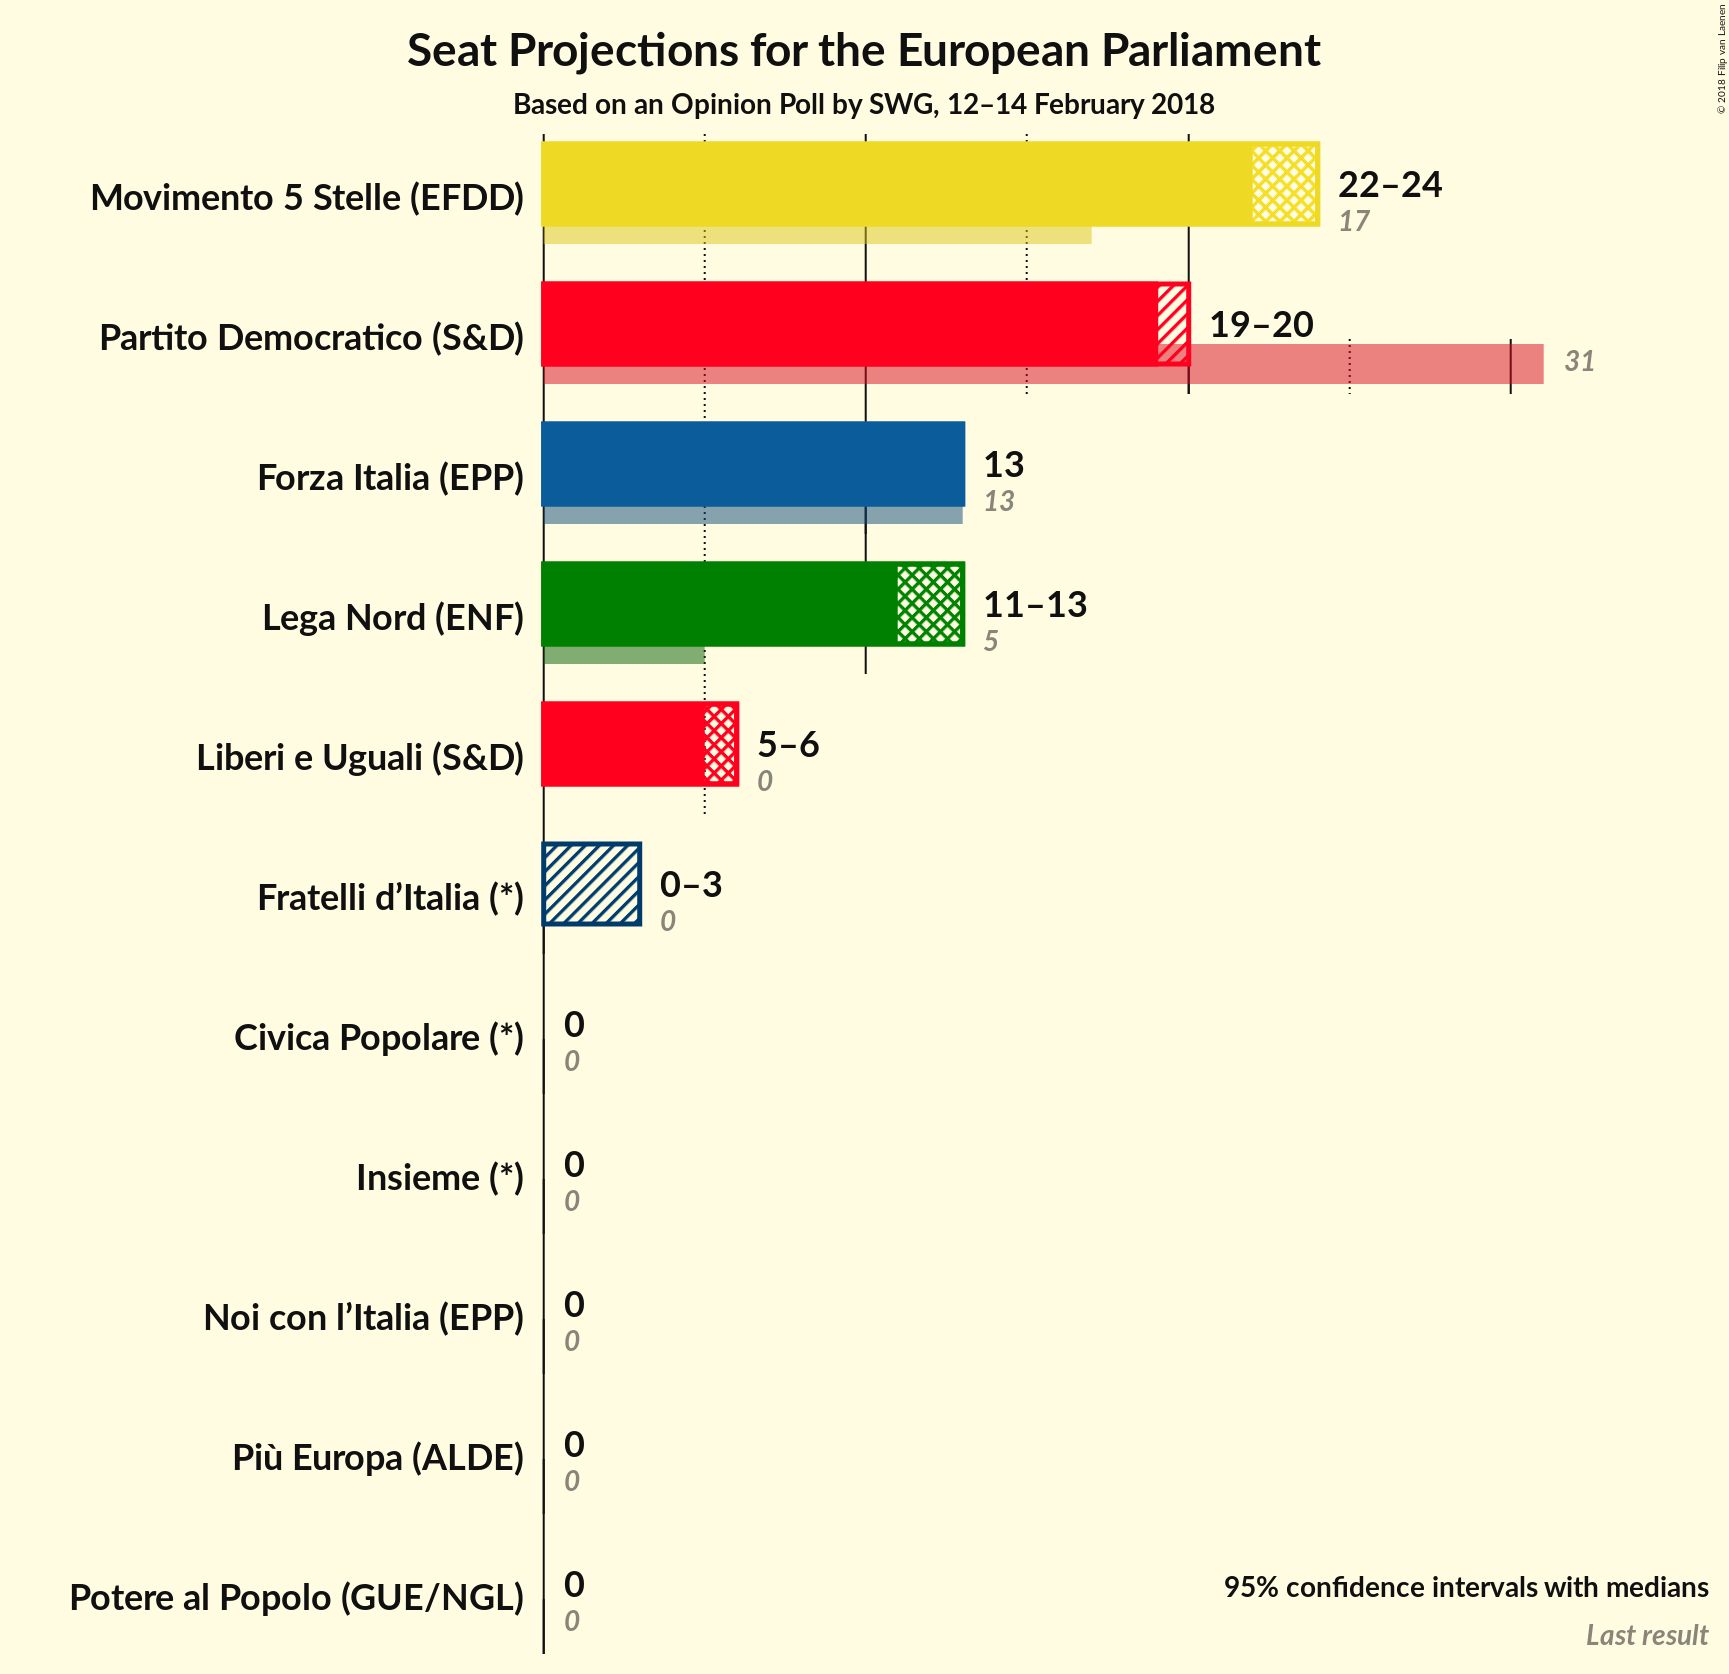 Seat Projections for the European Parliament
Based on an Opinion Poll by SWG, 12–14 February 2018
© 2018 Filip van Laenen
Movimento 5 Stelle (EFDD)
22–24
17
Partito Democratico (S&D)
19–20
31
Forza Italia (EPP)
13
13
Lega Nord (ENF)
11–13
5
Liberi e Uguali (S&D)
5–6
0
Fratelli d’Italia (*)
0–3
0
Civica Popolare (*)
0
0
Insieme (*)
0
0
Noi con l’Italia (EPP)
0
0
Più Europa (ALDE)
0
0
Potere al Popolo (GUE/NGL)
0
0
95% confidence intervals with medians
Last result